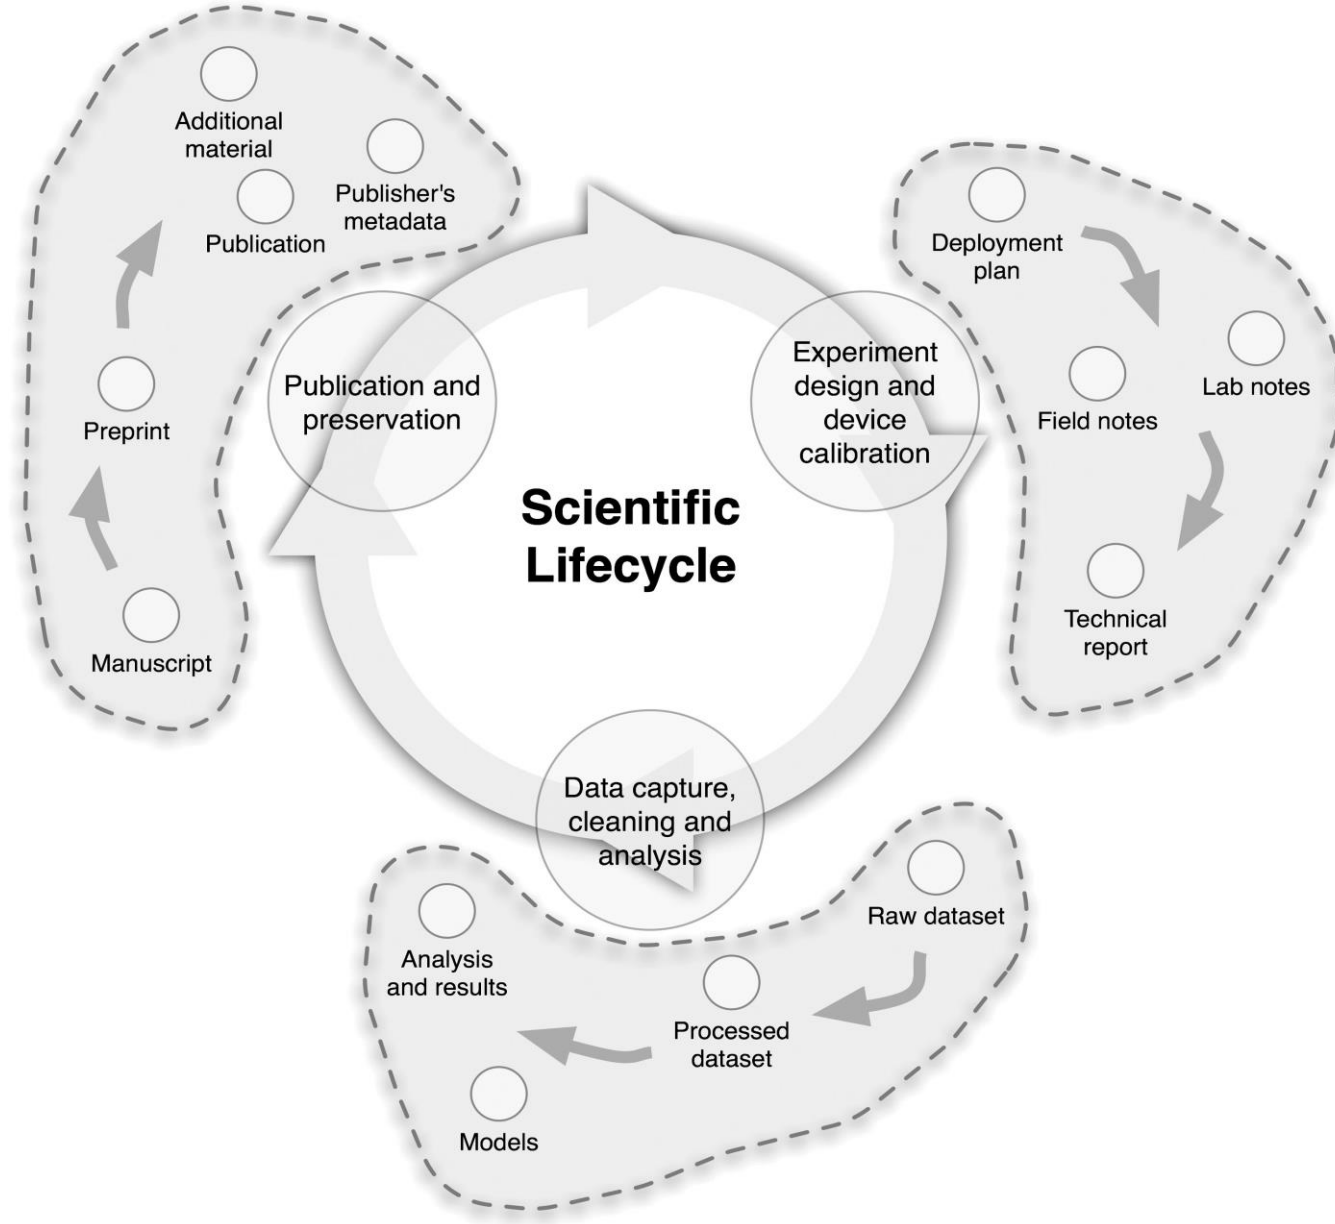 Additional
material
Publisher's
metadata
Publication
Preprint
Manuscript
Publication and
preservation
Experiment
design and
device
calibration
Deployment
plan
Lab notes
Field notes
Technical
report
Scientific
Lifecycle
Data capture,
cleaning and
analysis
Raw dataset
Processed
dataset
Analysis
and results
Models